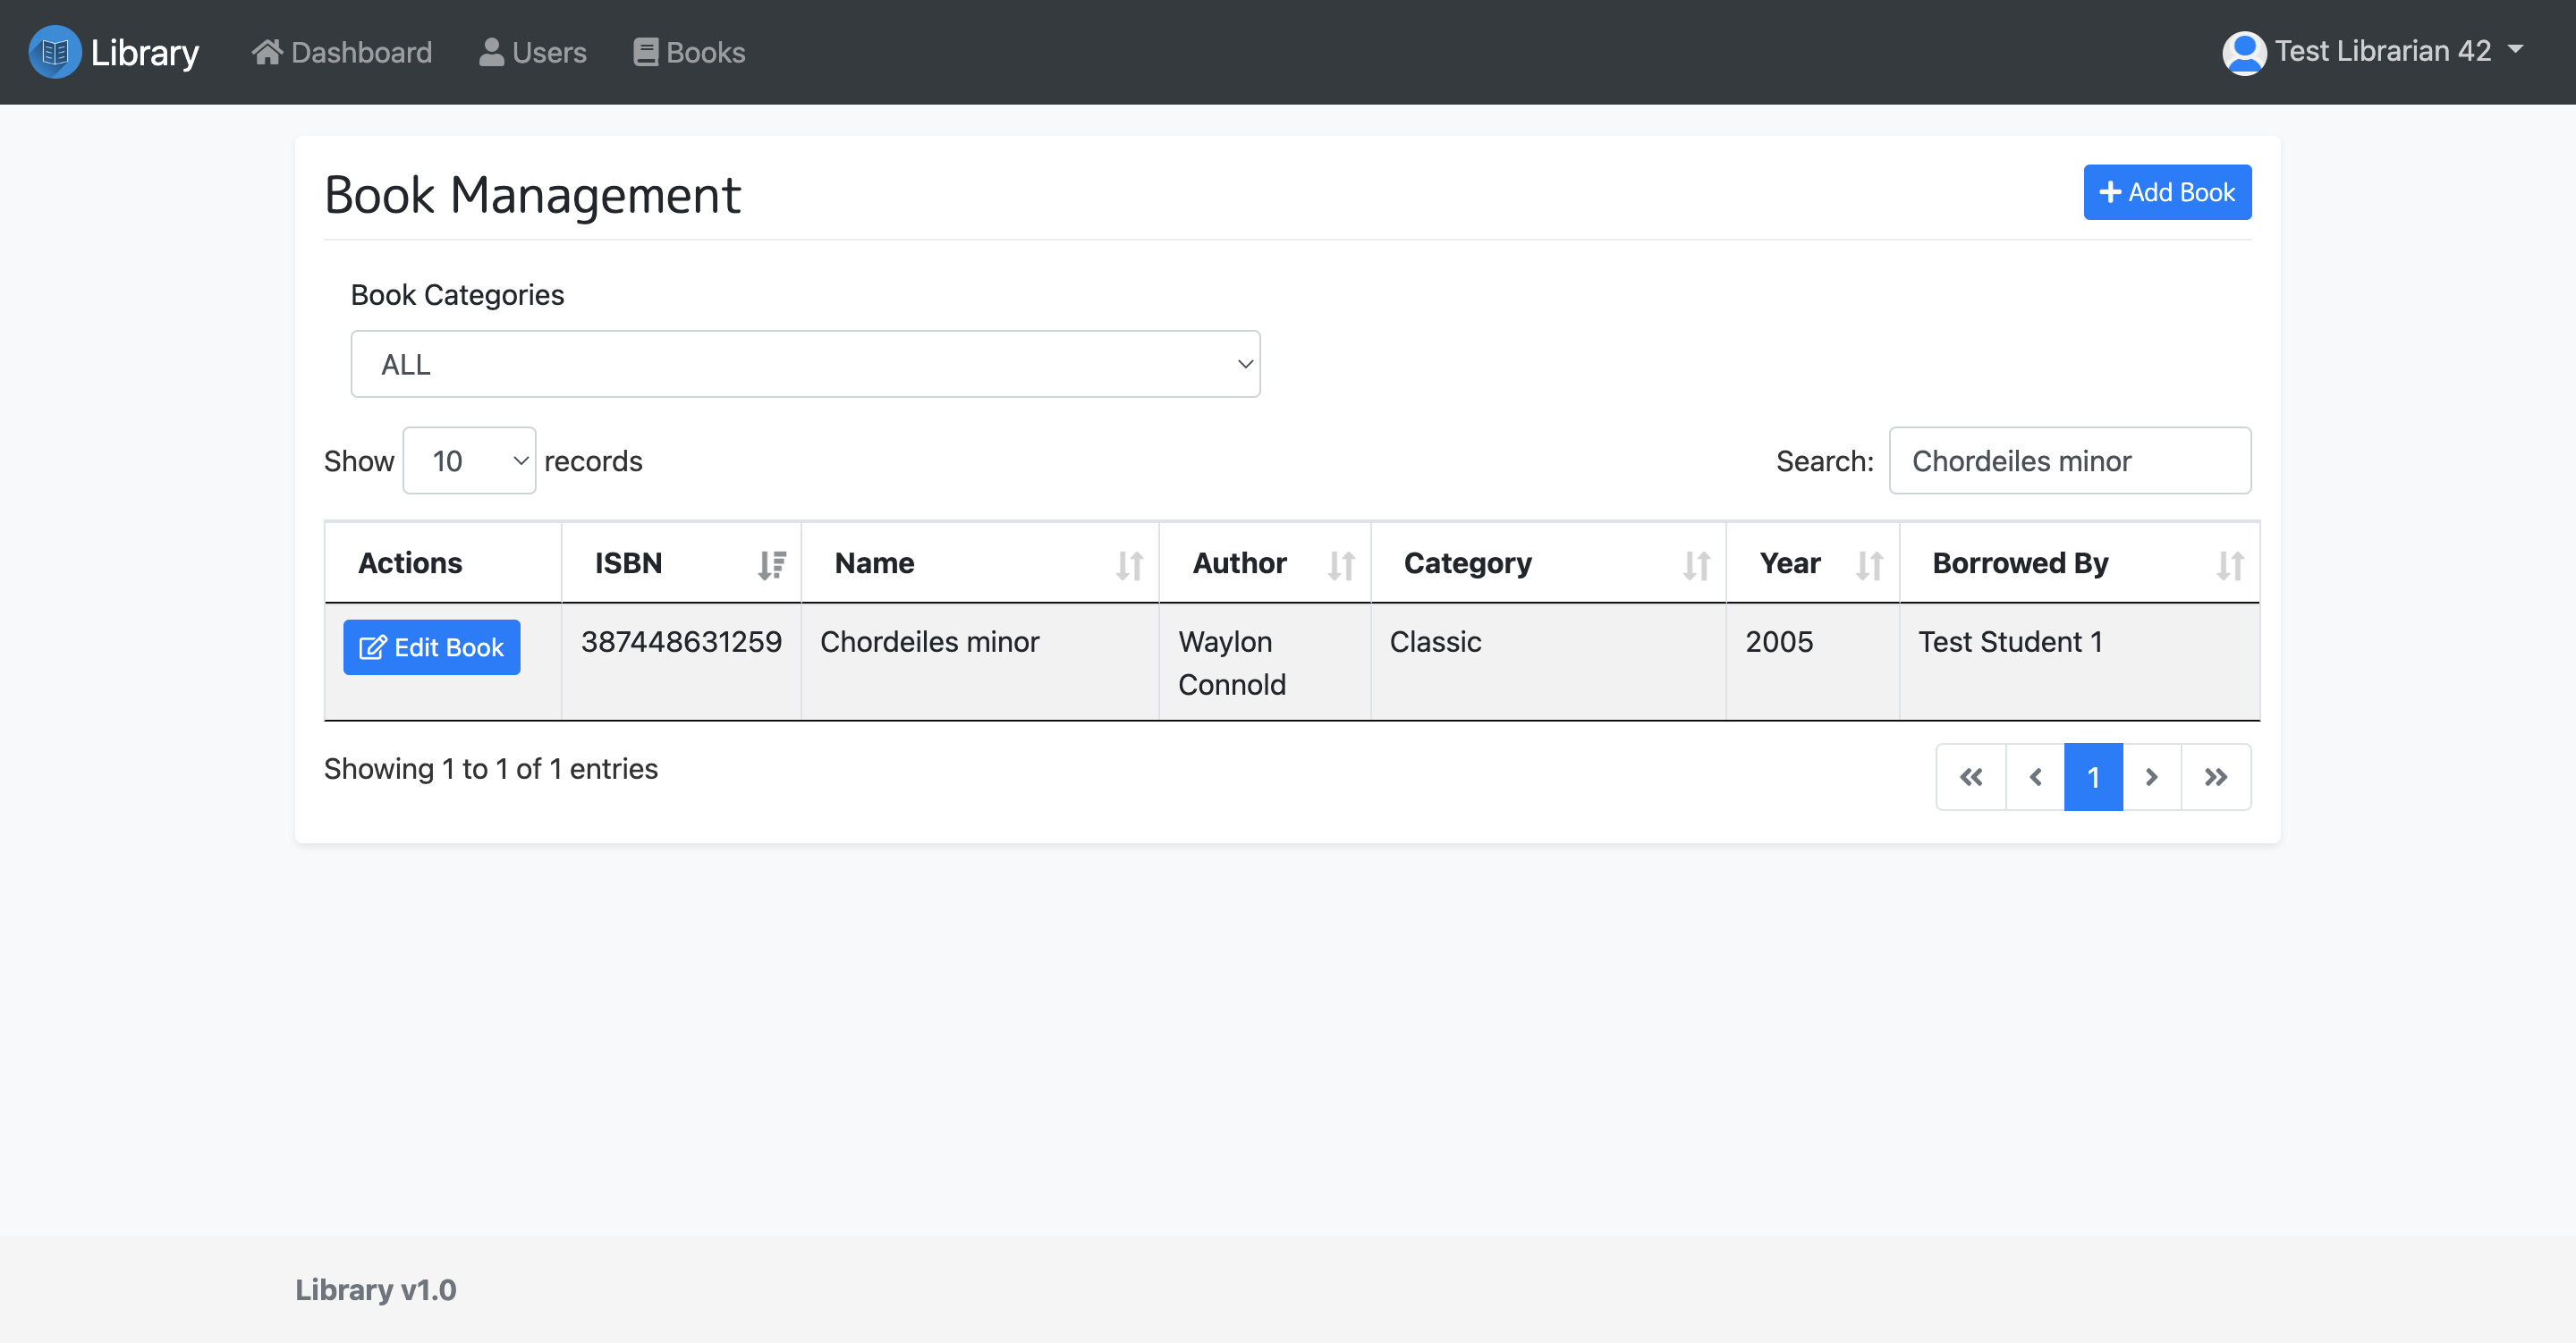 Library Dashboard Users Books Test Librarian 42
Book Management Add Book
Book Categories
ALL
Show 10 records Search: Chordeiles minor
Actions ISBN Name Author Category Year Borrowed By
Edit Book 387448631259 Chordeiles minor Waylon Classic 2005 Test Student 1
Connold
Showing 1 to 1 of 1 entries « ‹ 1 › »
Library v1.0